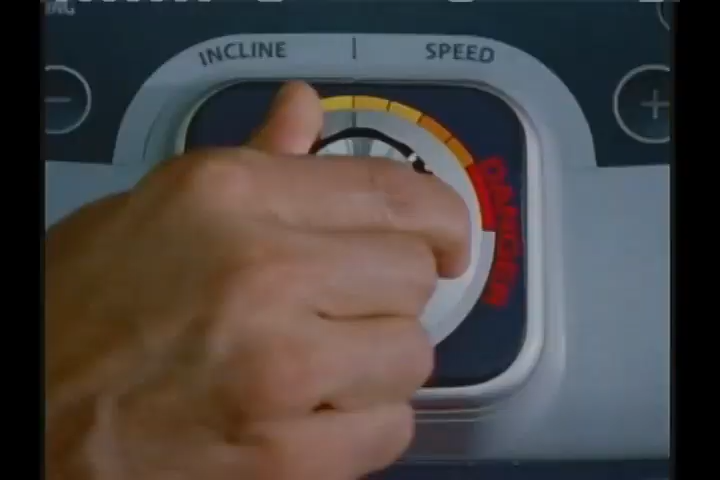 INCLINE | SPEED
− +
DANGER